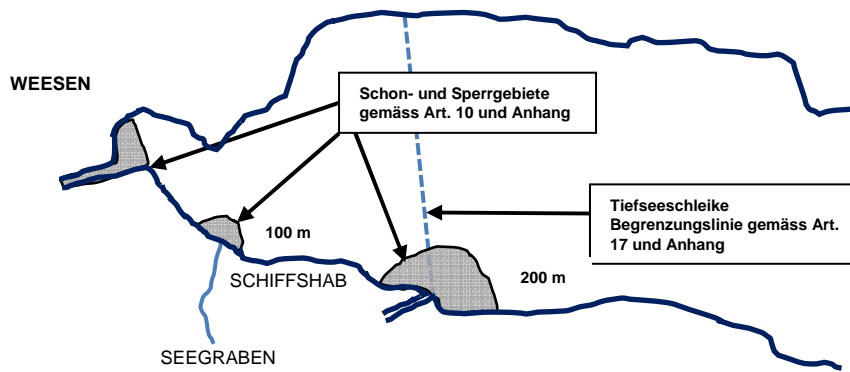 WEESEN
Schon- und Sperrgebiete
gemäss Art. 10 und Anhang
Tiefseeschleike
Begrenzungslinie gemäss Art.
17 und Anhang
100 m
200 m
SCHIFFSHAB
SEEGRABEN